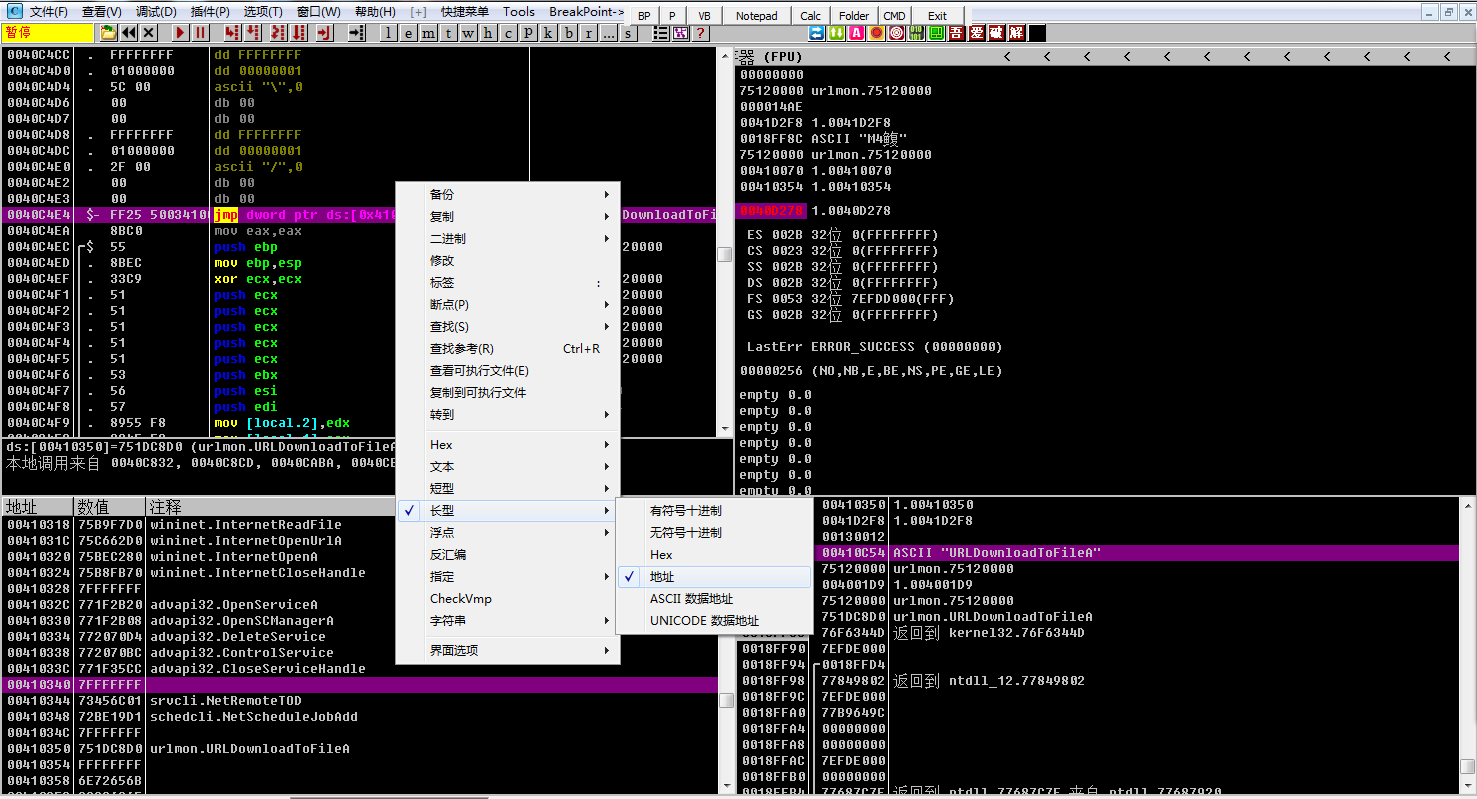 文件(F) 查看(V) 调试(D) 插件(P) 选项(T) 窗口(W) 帮助(H) [+] 快捷菜单 Tools BreakPoint->
BP P VB Notepad Calc Folder CMD Exit
暂停
l e m t w h c P k b r ... s
?
吾 爱 破 解
0040C4CC . FFFFFFFF dd FFFFFFFF
0040C4D0 . 01000000 dd 00000001
0040C4D4 . 5C 00 ascii "\",0
0040C4D6 00 db 00
0040C4D7 00 db 00
0040C4D8 . FFFFFFFF dd FFFFFFFF
0040C4DC . 01000000 dd 00000001
0040C4E0 . 2F 00 ascii "/",0
0040C4E2 00 db 00
0040C4E3 00 db 00
0040C4E4 $- FF25 50034100 jmp dword ptr ds:[0x410
0040C4EA 8BC0 mov eax,eax
0040C4EC $ 55 push ebp
0040C4ED . 8BEC mov ebp,esp
0040C4EF . 33C9 xor ecx,ecx
0040C4F1 . 51 push ecx
0040C4F2 . 51 push ecx
0040C4F3 . 51 push ecx
0040C4F4 . 51 push ecx
0040C4F5 . 51 push ecx
0040C4F6 . 53 push ebx
0040C4F7 . 56 push esi
0040C4F8 . 57 push edi
0040C4F9 . 8955 F8 mov [local.2],edx
DownloadToFi
20000
20000
20000
20000
20000
20000
20000
ds:[00410350]=751DC8D0 (urlmon.URLDownloadToFileA
本地调用来自 0040C832, 0040C8CD, 0040CABA, 0040CE
器 (FPU) < < < < < < < < < < < <
00000000
75120000 urlmon.75120000
000014AE
0041D2F8 1.0041D2F8
0018FF8C ASCII "M4鳆"
75120000 urlmon.75120000
00410070 1.00410070
00410354 1.00410354
0040D278 1.0040D278
ES 002B 32位 0(FFFFFFFF)
CS 0023 32位 0(FFFFFFFF)
SS 002B 32位 0(FFFFFFFF)
DS 002B 32位 0(FFFFFFFF)
FS 0053 32位 7EFDD000(FFF)
GS 002B 32位 0(FFFFFFFF)
LastErr ERROR_SUCCESS (00000000)
00000256 (NO,NB,E,BE,NS,PE,GE,LE)
empty 0.0
empty 0.0
empty 0.0
empty 0.0
empty 0.0
empty 0.0
empty 0.0
备份
复制
二进制
修改
标签 :
断点(P)
查找(S)
查找参考(R) Ctrl+R
查看可执行文件(E)
复制到可执行文件
转到
Hex
文本
短型
长型
浮点
反汇编
指定
CheckVmp
字符串
界面选项
有符号十进制
无符号十进制
Hex
地址
ASCII 数据地址
UNICODE 数据地址
地址 数值 注释
00410318 75B9F7D0 wininet.InternetReadFile
0041031C 75C662D0 wininet.InternetOpenUrlA
00410320 75BEC280 wininet.InternetOpenA
00410324 75B8FB70 wininet.InternetCloseHandle
00410328 7FFFFFFF
0041032C 771F2B20 advapi32.OpenServiceA
00410330 771F2B08 advapi32.OpenSCManagerA
00410334 772070D4 advapi32.DeleteService
00410338 772070BC advapi32.ControlService
0041033C 771F35CC advapi32.CloseServiceHandle
00410340 7FFFFFFF
00410344 73456C01 srvcli.NetRemoteTOD
00410348 72BE19D1 schedcli.NetScheduleJobAdd
0041034C 7FFFFFFF
00410350 751DC8D0 urlmon.URLDownloadToFileA
00410354 FFFFFFFF
00410358 6E72656B
00410350 1.00410350
0041D2F8 1.0041D2F8
00130012
00410C54 ASCII "URLDownloadToFileA"
75120000 urlmon.75120000
004001D9 1.004001D9
75120000 urlmon.75120000
751DC8D0 urlmon.URLDownloadToFileA
76F6344D 返回到 kernel32.76F6344D
0018FF90 7EFDE000
0018FF94 0018FFD4
0018FF98 77849802 返回到 ntdll_12.77849802
0018FF9C 7EFDE000
0018FFA0 77B9649C
0018FFA4 00000000
0018FFA8 00000000
0018FFAC 7EFDE000
0018FFB0 00000000
0018FFB4 77687C7E 返回到 ntdll.77687C7E 来自 ntdll.77687920